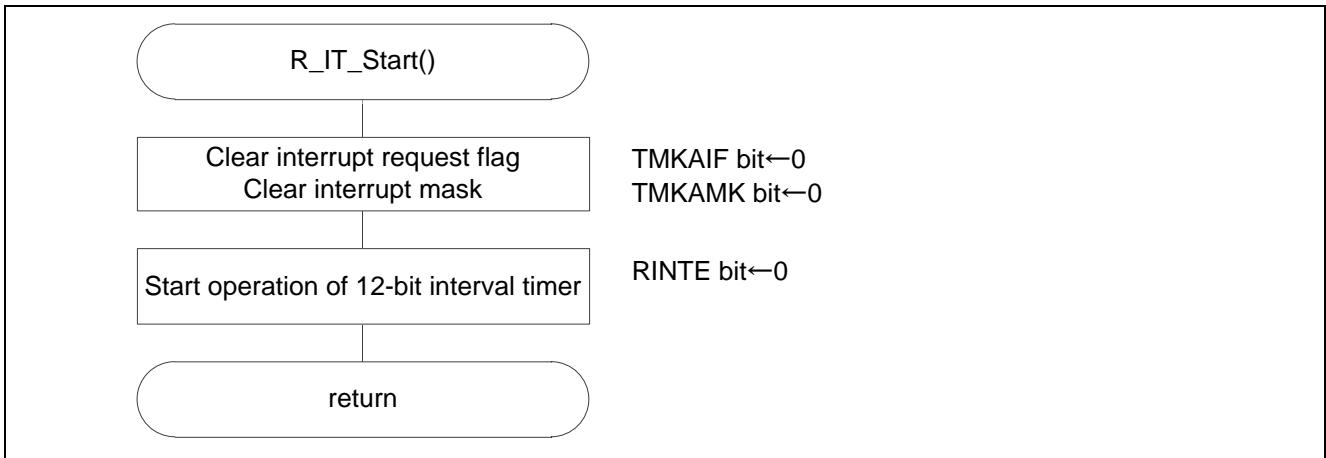 R_IT_Start()
Clear interrupt request flag
Clear interrupt mask
TMKAIF bit←0
TMKAMK bit←0
Start operation of 12-bit interval timer
RINTE bit←0
return